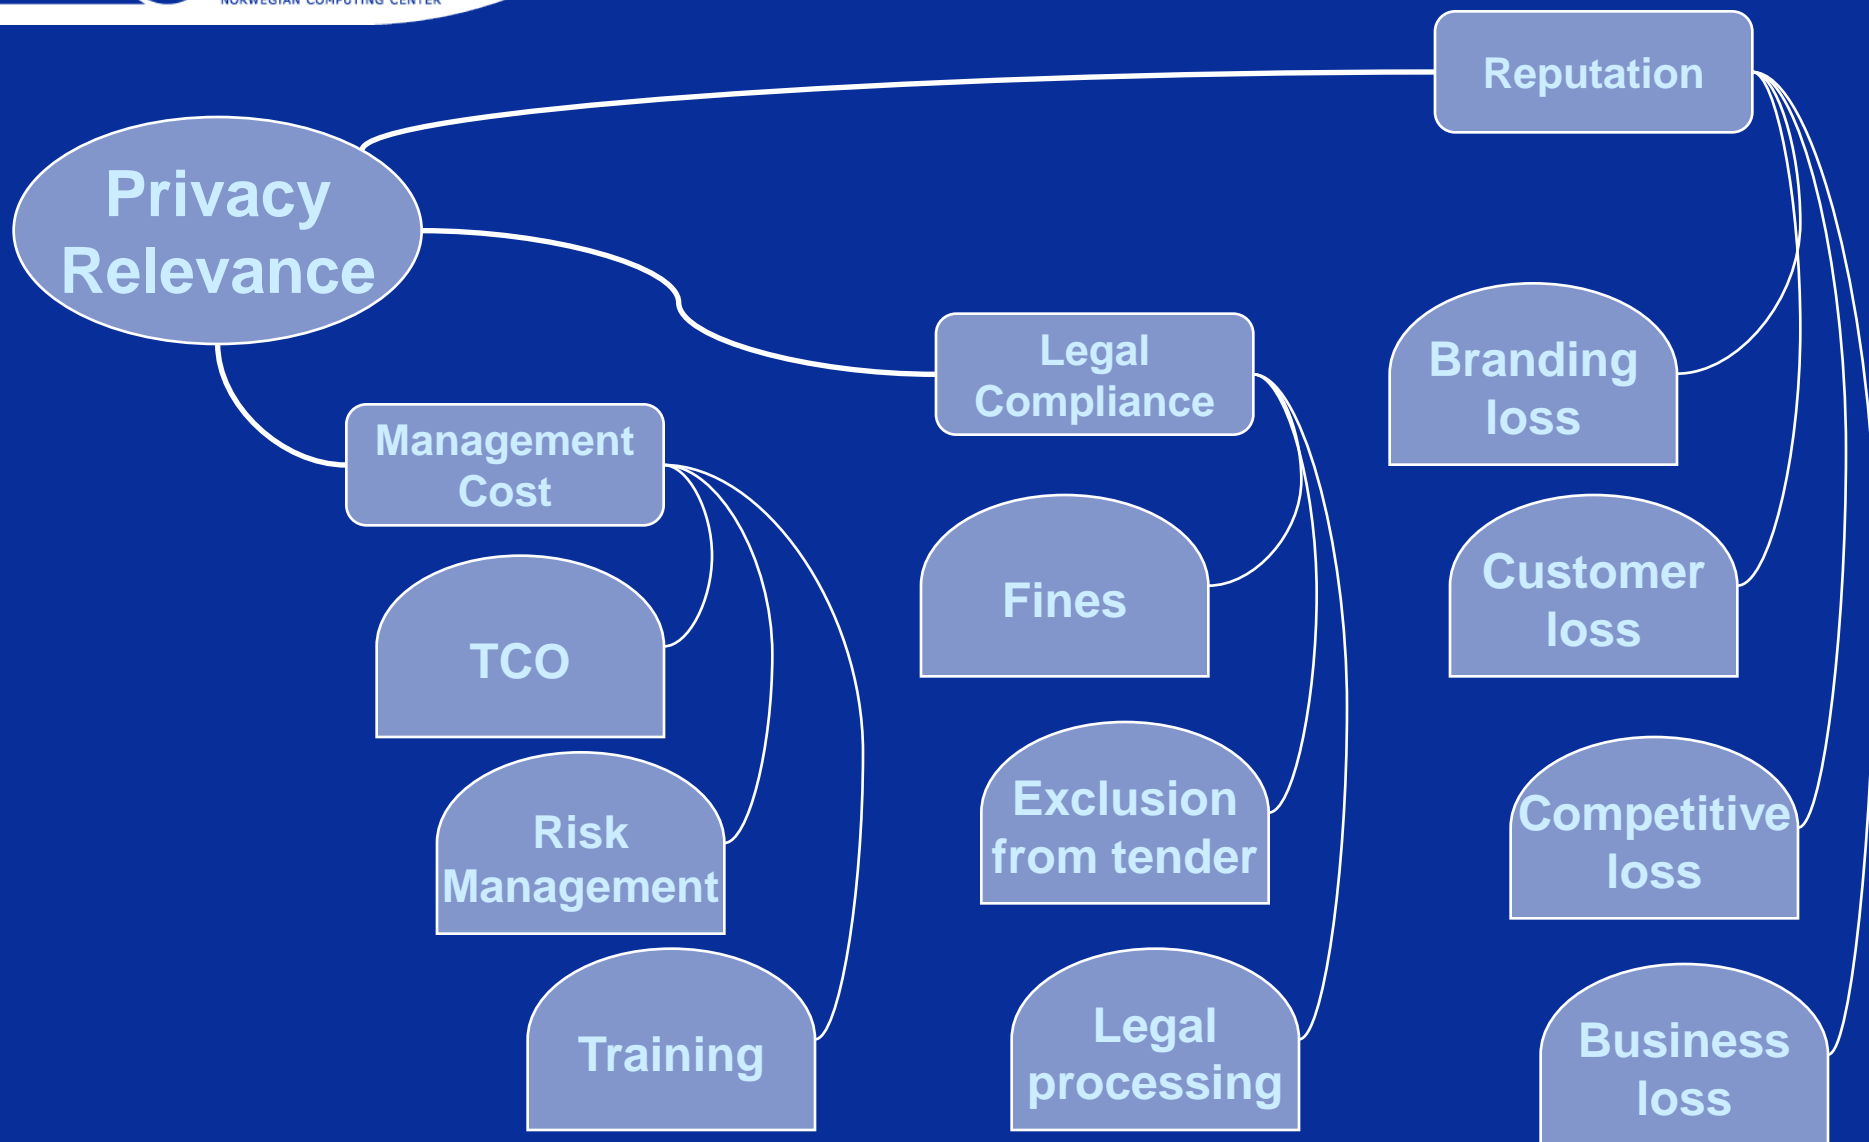 NORWEGIAN COMPUTING CENTER
Reputation
Privacy
Relevance
Legal
Compliance
Management
Cost
Branding
loss
Fines
Customer
loss
TCO
Exclusion
from tender
Competitive
loss
Risk
Management
Training
Legal
processing
Business
loss